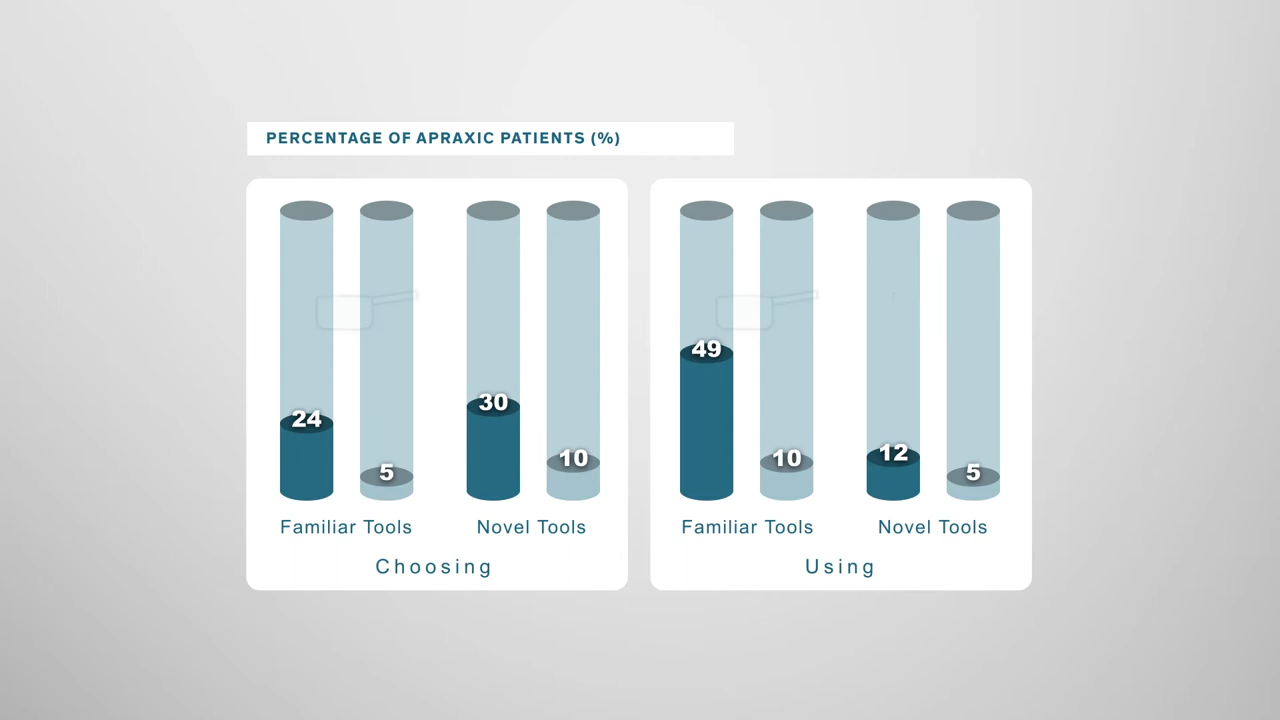 PERCENTAGE OF APRAXIC PATIENTS (%)
24
5
30
10
Familiar Tools
Novel Tools
Choosing
49
10
12
5
Familiar Tools
Novel Tools
Using